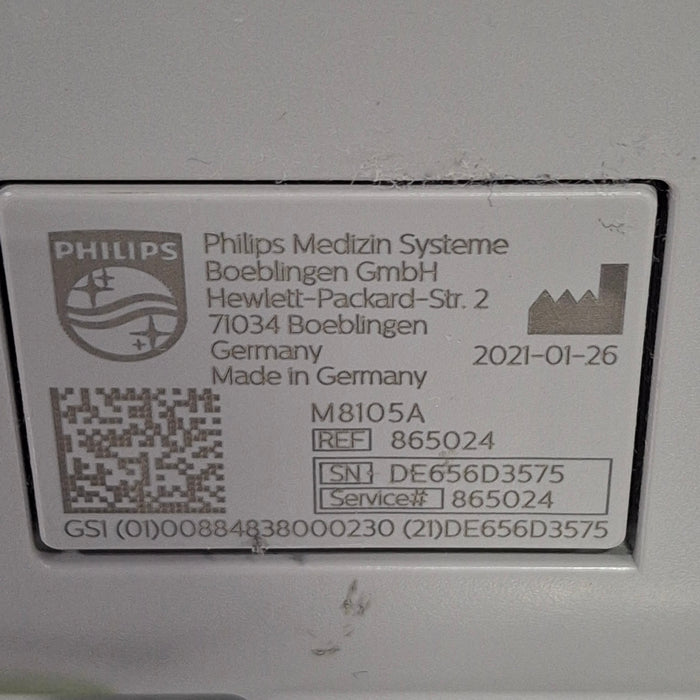 PHILIPS
Philips Medizin Systeme
Boeblingen GmbH
Hewlett-Packard-Str. 2
71034 Boeblingen
Germany
Made in Germany
2021-01-26
M8105A
REF 865024
SN DE656D3575
Service# 865024
GS1 (01)00884838000230 (21)DE656D3575